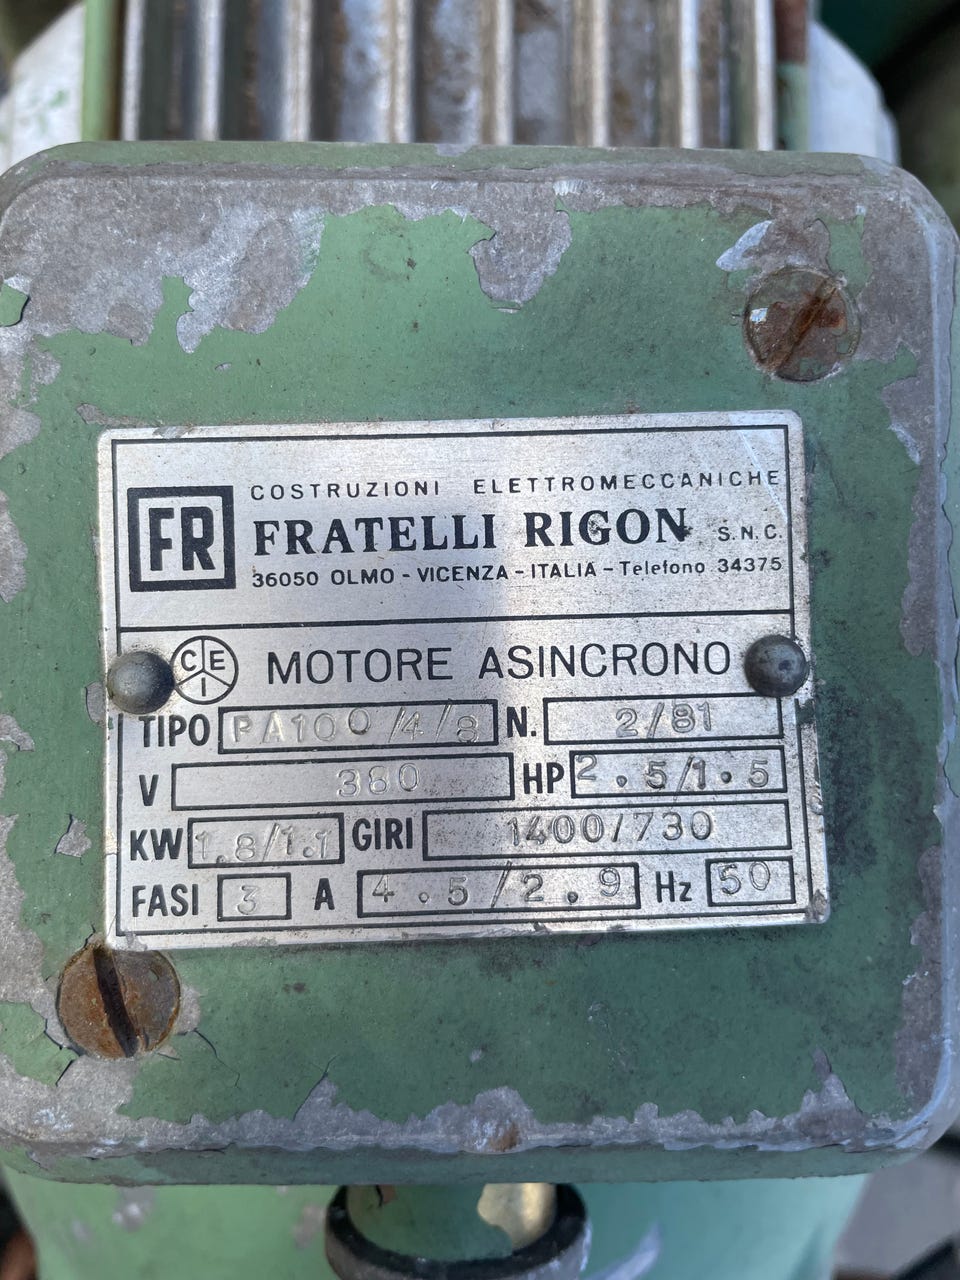 FR
COSTRUZIONI ELETTROMECCANICHE
FRATELLI RIGON S.N.C.
36050 OLMO - VICENZA - ITALIA - Telefono 34375
CEI MOTORE ASINCRONO
TIPO PA100/4/8 N. 2/81
V 380 HP 2.5/1.5
KW 1.8/1.1 GIRI 1400/730
FASI 3 A 4.5/2.9 Hz 50